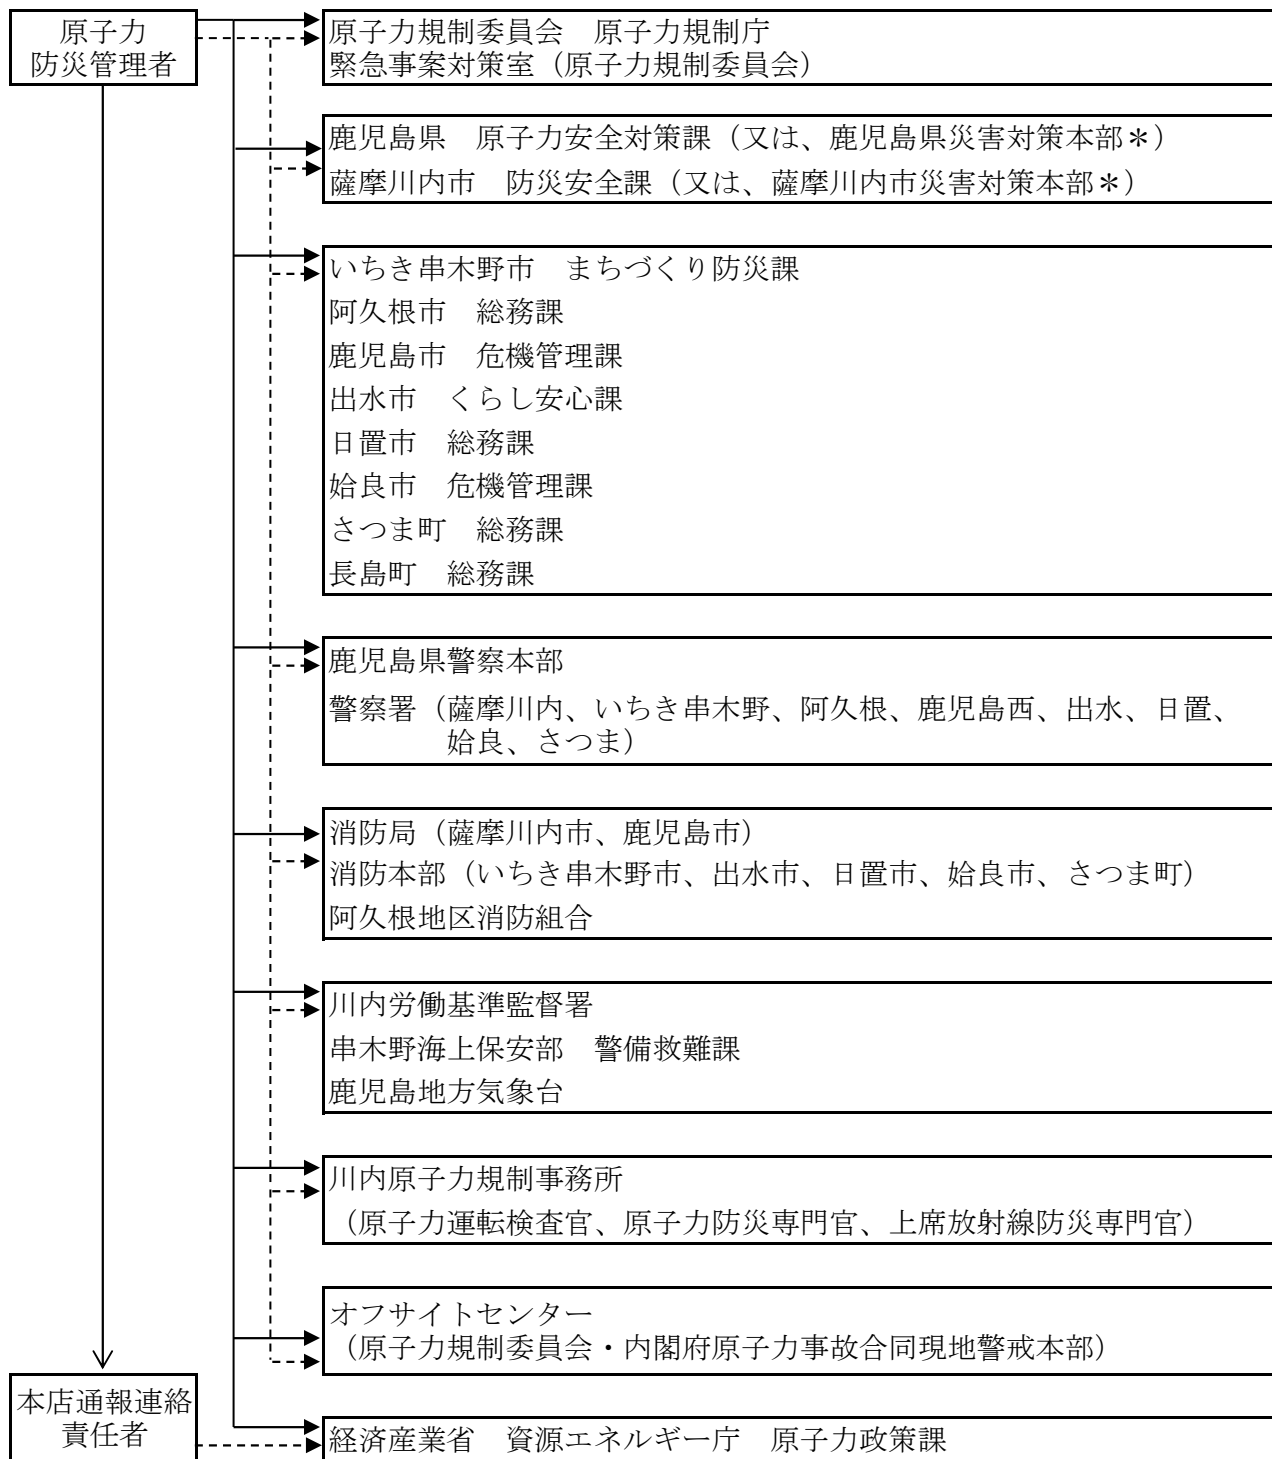 原子力
防災管理者
原子力規制委員会　原子力規制庁
緊急事案対策室（原子力規制委員会）
鹿児島県　原子力安全対策課（又は、鹿児島県災害対策本部＊）
薩摩川内市　防災安全課（又は、薩摩川内市災害対策本部＊）
いちき串木野市　まちづくり防災課
阿久根市　総務課
鹿児島市　危機管理課
出水市　くらし安心課
日置市　総務課
姶良市　危機管理課
さつま町　総務課
長島町　総務課
鹿児島県警察本部
警察署（薩摩川内、いちき串木野、阿久根、鹿児島西、出水、日置、
姶良、さつま）
消防局（薩摩川内市、鹿児島市）
消防本部（いちき串木野市、出水市、日置市、姶良市、さつま町）
阿久根地区消防組合
川内労働基準監督署
串木野海上保安部　警備救難課
鹿児島地方気象台
川内原子力規制事務所
（原子力運転検査官、原子力防災専門官、上席放射線防災専門官）
オフサイトセンター
（原子力規制委員会・内閣府原子力事故合同現地警戒本部）
本店通報連絡
責任者
経済産業省　資源エネルギー庁　原子力政策課